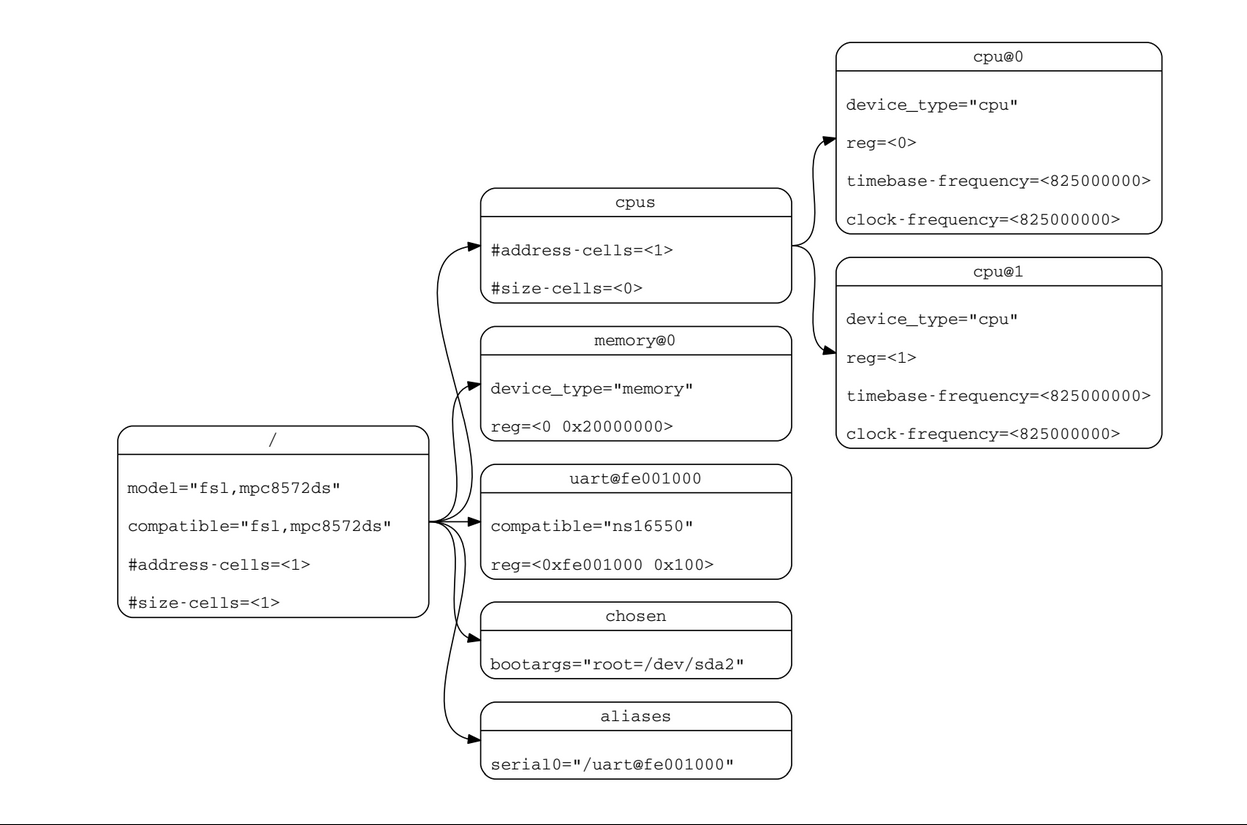 /
model="fsl,mpc8572ds"
compatible="fsl,mpc8572ds"
#address-cells=<1>
#size-cells=<1>
cpus
#address-cells=<1>
#size-cells=<0>
memory@0
device_type="memory"
reg=<0 0x20000000>
uart@fe001000
compatible="ns16550"
reg=<0xfe001000 0x100>
chosen
bootargs="root=/dev/sda2"
aliases
serial0="/uart@fe001000"
cpu@0
device_type="cpu"
reg=<0>
timebase-frequency=<825000000>
clock-frequency=<825000000>
cpu@1
device_type="cpu"
reg=<1>
timebase-frequency=<825000000>
clock-frequency=<825000000>